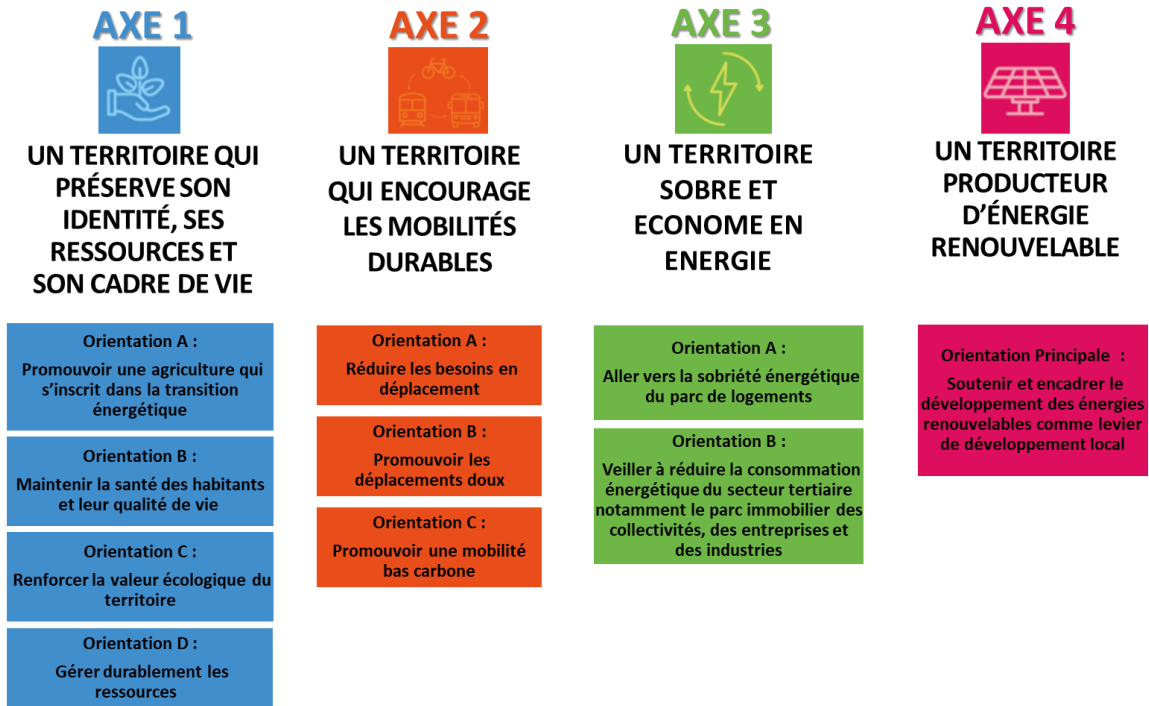 AXE 1
UN TERRITOIRE QUI
PRÉSERVE SON
IDENTITÉ, SES
RESSOURCES ET
SON CADRE DE VIE
Orientation A :
Promouvoir une agriculture qui
s’inscrit dans la transition
énergétique
Orientation B :
Maintenir la santé des habitants
et leur qualité de vie
Orientation C :
Renforcer la valeur écologique du
territoire
Orientation D :
Gérer durablement les
ressources
AXE 2
UN TERRITOIRE
QUI ENCOURAGE
LES MOBILITÉS
DURABLES
Orientation A :
Réduire les besoins en
déplacement
Orientation B :
Promouvoir les
déplacements doux
Orientation C :
Promouvoir une mobilité
bas carbone
AXE 3
UN TERRITOIRE
SOBRE ET
ECONOME EN
ENERGIE
Orientation A :
Aller vers la sobriété énergétique
du parc de logements
Orientation B :
Veiller à réduire la consommation
énergétique du secteur tertiaire
notamment le parc immobilier des
collectivités, des entreprises et
des industries
AXE 4
UN TERRITOIRE
PRODUCTEUR
D’ÉNERGIE
RENOUVELABLE
Orientation Principale :
Soutenir et encadrer le
développement des énergies
renouvelables comme levier
de développement local